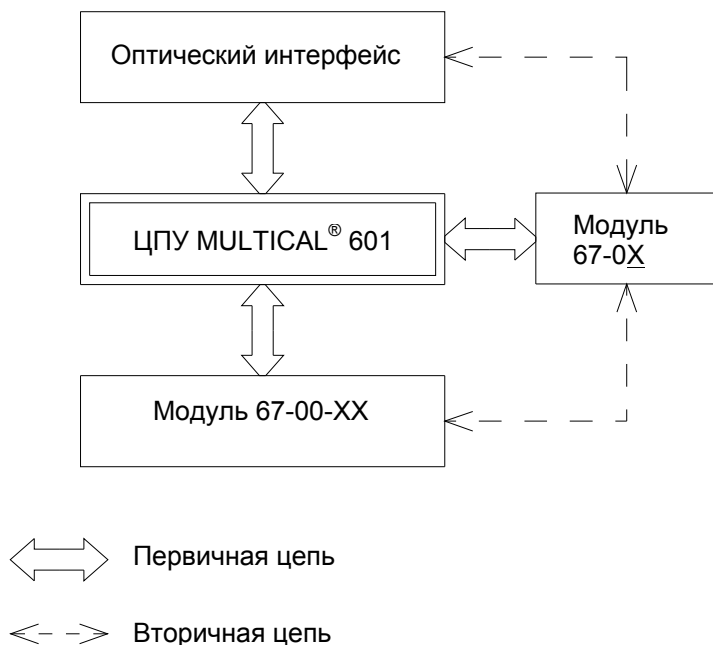 Оптический интерфейс
ЦПУ MULTICAL® 601
Модуль
67-0X
Модуль 67-00-XX
Первичная цепь
Вторичная цепь